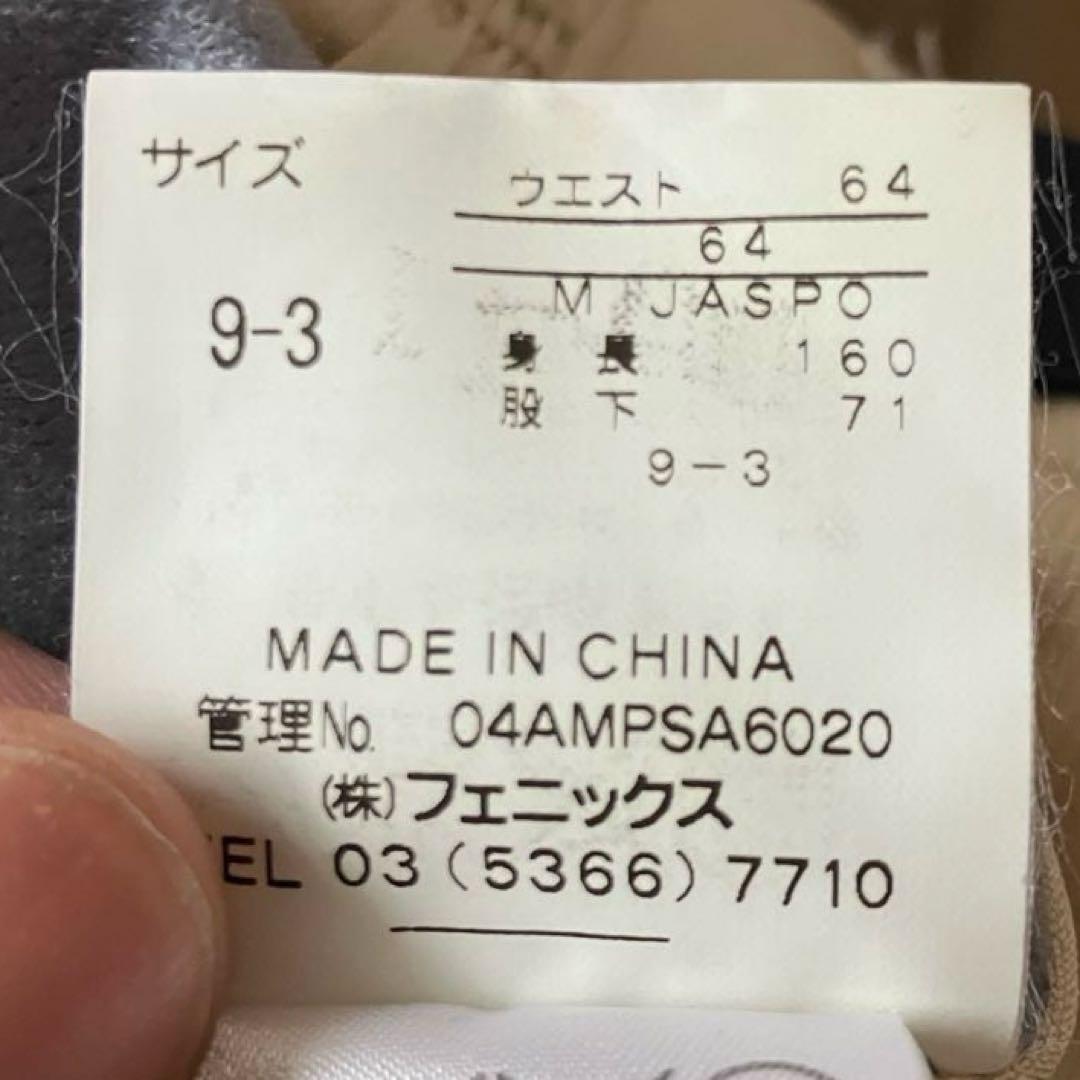 サイズ
9-3
ウエスト 64
64
M JASPO
身長 160
股下 71
9-3
MADE IN CHINA
管理No. 04AMPSA6020
(株)フェニックス
TEL 03(5366)7710